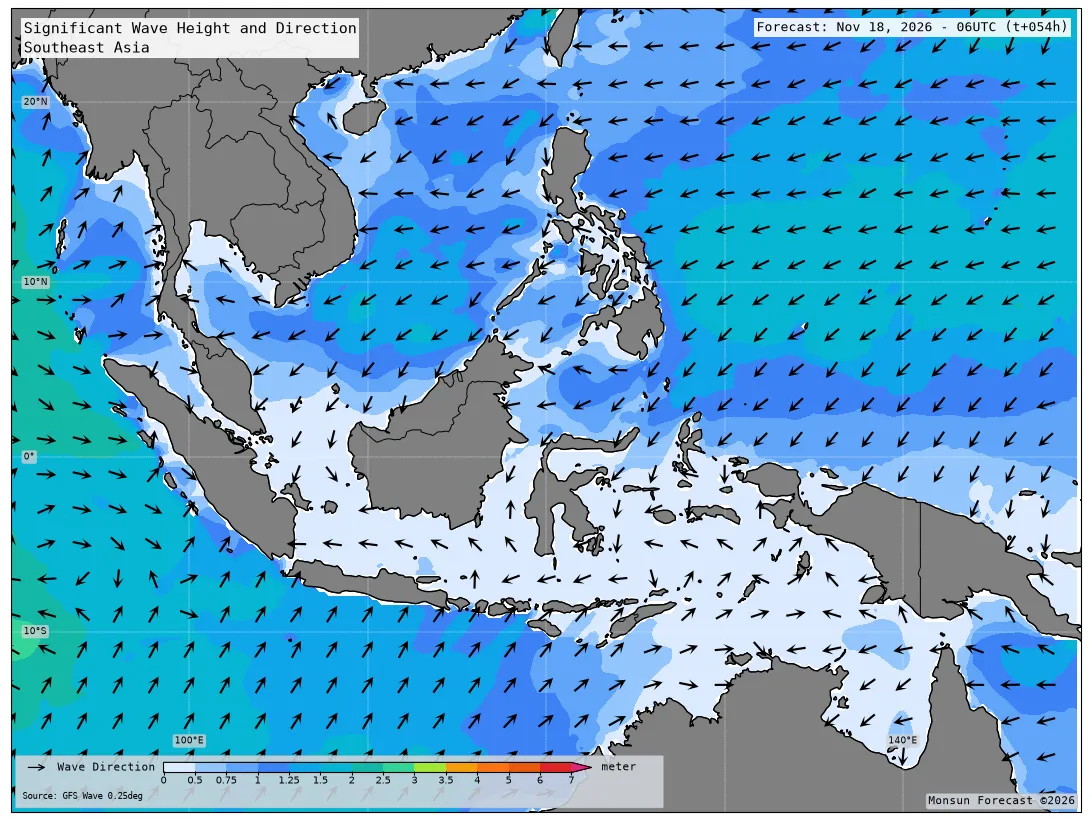 Significant Wave Height and Direction
Southeast Asia
Forecast: Nov 18, 2026 - 06UTC (t+054h)
20°N
10°N
0°
10°S
100°E
140°E
Wave Direction
meter
0 0.5 0.75 1 1.25 1.5 2 2.5 3 3.5 4 5 6 7
Source: GFS Wave 0.25deg
Monsun Forecast ©2026